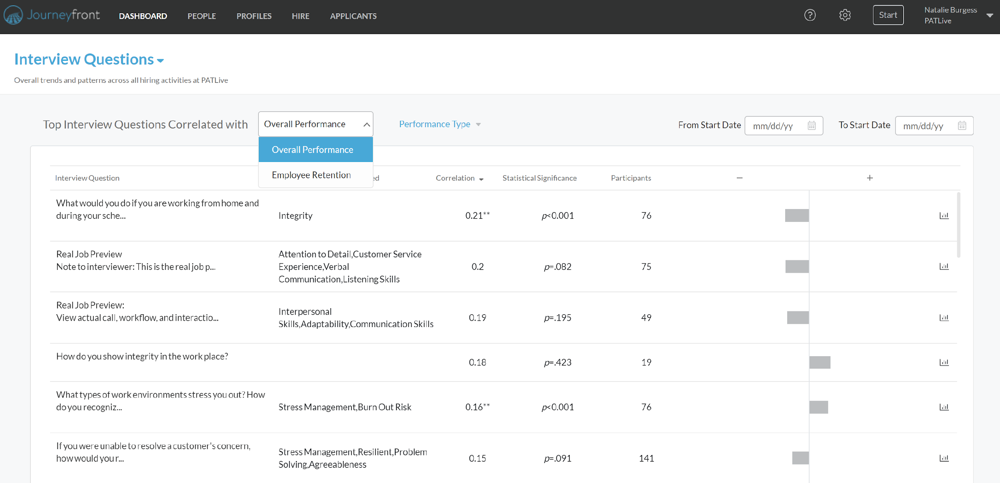 Journeyfront DASHBOARD PEOPLE PROFILES HIRE APPLICANTS ? Start Natalie Burgess
PATLive
Interview Questions
Overall trends and patterns across all hiring activities at PATLive
Top Interview Questions Correlated with Overall Performance Performance Type From Start Date mm/dd/yy To Start Date mm/dd/yy
Overall Performance
Employee Retention
Interview Question ed Correlation Statistical Significance Participants − +
What would you do if you are working from home and
during your sche...
Integrity 0.21** p<0.001 76
Real Job Preview
Note to interviewer: This is the real job p...
Attention to Detail,Customer Service
Experience,Verbal
Communication,Listening Skills
0.2 p=.082 75
Real Job Preview:
View actual call, workflow, and interactio...
Interpersonal
Skills,Adaptability,Communication Skills
0.19 p=.195 49
How do you show integrity in the work place?
0.18 p=.423 19
What types of work environments stress you out? How
do you recogniz...
Stress Management,Burn Out Risk 0.16** p<0.001 76
If you were unable to resolve a customer's concern,
how would you r...
Stress Management,Resilient,Problem
Solving,Agreeableness
0.15 p=.091 141